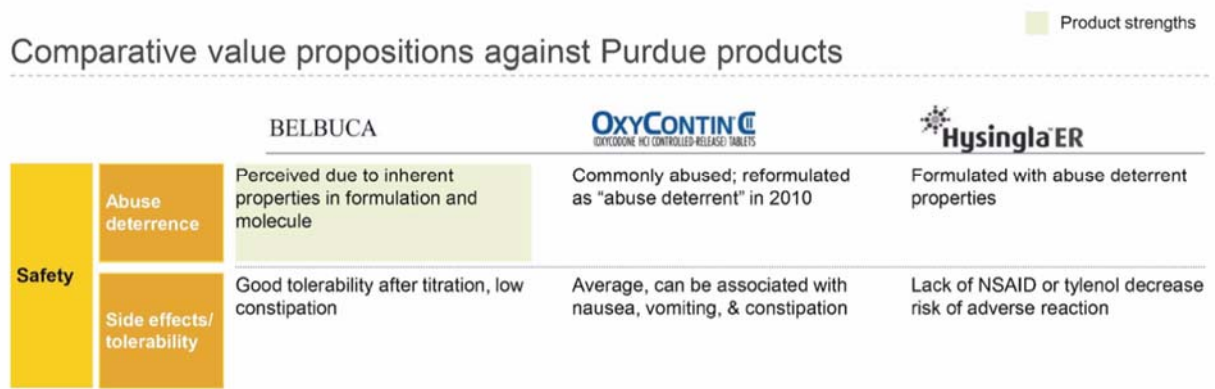 Product strengths
Comparative value propositions against Purdue products
BELBUCA
OXYCONTIN CII
(OXYCODONE HCl CONTROLLED-RELEASE) TABLETS
Hysingla ER
Safety
Abuse
deterrence
Perceived due to inherent
properties in formulation and
molecule
Commonly abused; reformulated
as “abuse deterrent” in 2010
Formulated with abuse deterrent
properties
Side effects/
tolerability
Good tolerability after titration, low
constipation
Average, can be associated with
nausea, vomiting, & constipation
Lack of NSAID or tylenol decrease
risk of adverse reaction